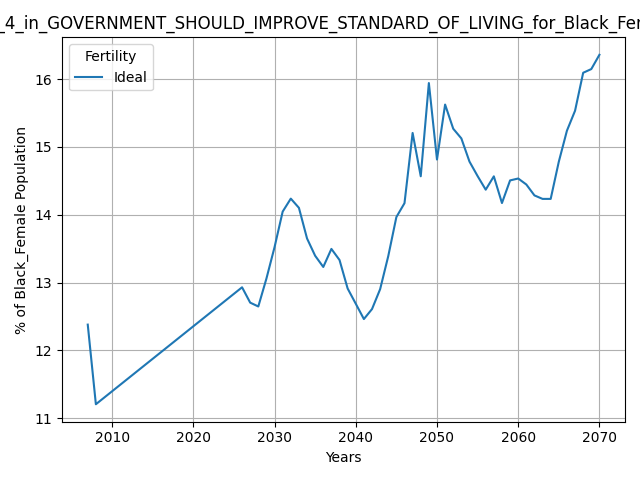 _4_in_GOVERNMENT_SHOULD_IMPROVE_STANDARD_OF_LIVING_for_Black_Fe
Fertility
Ideal
% of Black_Female Population
16
15
14
13
12
11
2010 2020 2030 2040 2050 2060 2070
Years